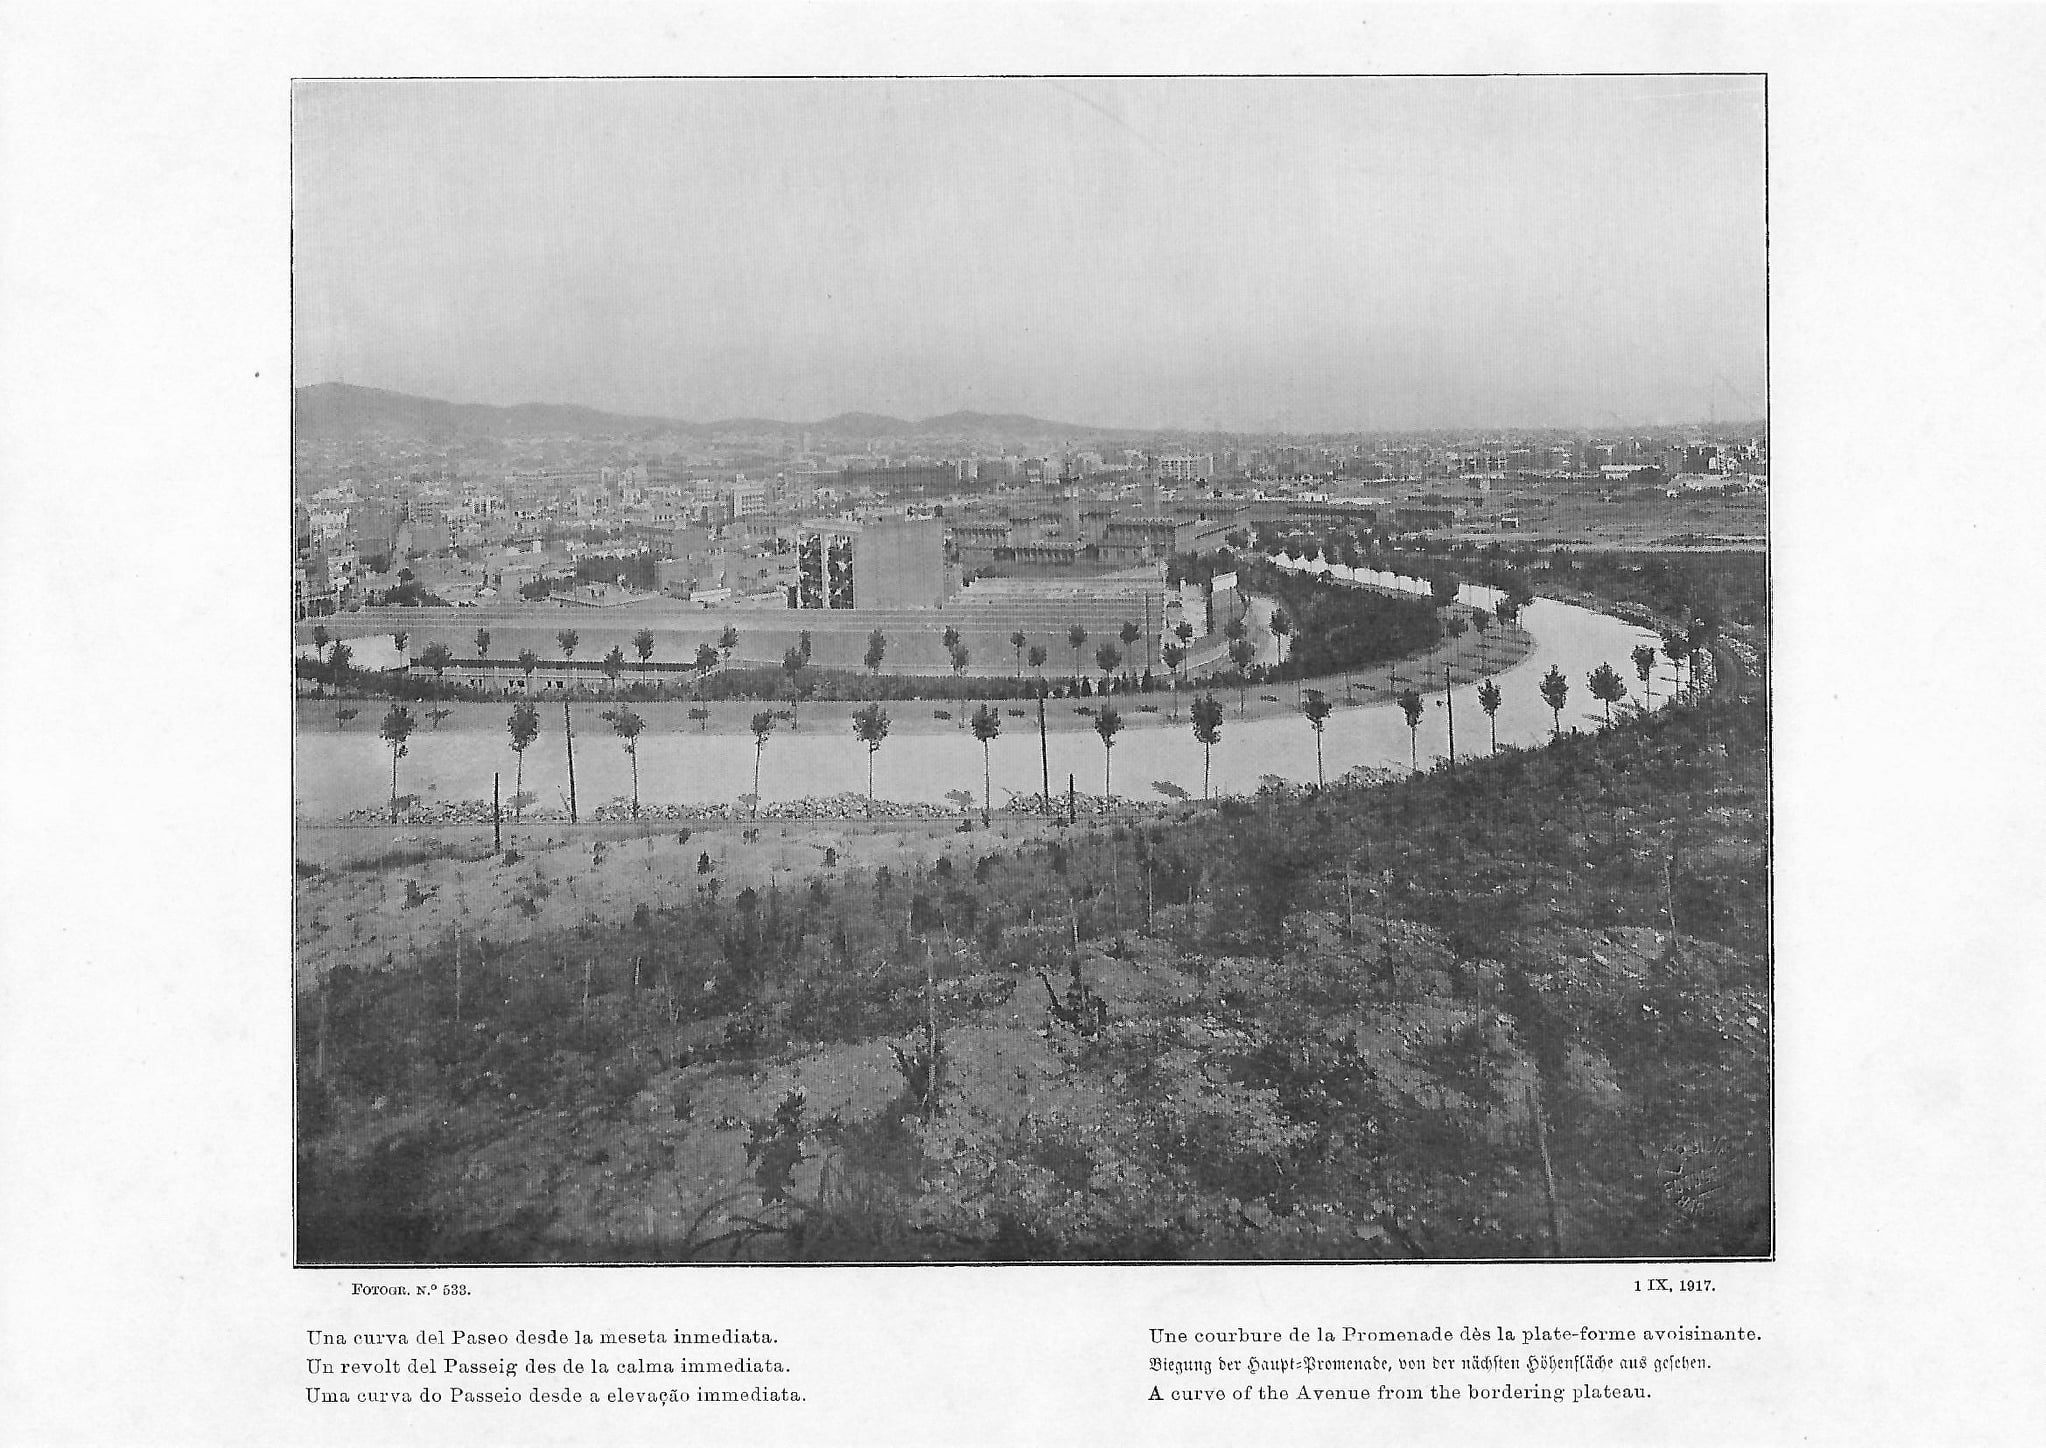 FOTOGR. N.º 533.
1 IX, 1917.
Una curva del Paseo desde la meseta inmediata.
Un revolt del Passeig des de la calma immediata.
Uma curva do Passeio desde a elevação immediata.
Une courbure de la Promenade dès la plate-forme avoisinante.
Biegung der Haupt-Promenade, von der nächsten Höhenfläche aus gesehen.
A curve of the Avenue from the bordering plateau.